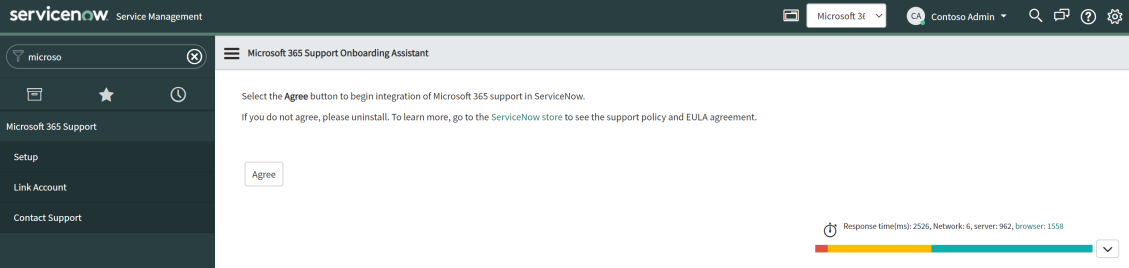 servicenow Service Management
Microsoft 36
CA Contoso Admin
microso
Microsoft 365 Support Onboarding Assistant
Select the Agree button to begin integration of Microsoft 365 support in ServiceNow.
If you do not agree, please uninstall. To learn more, go to the ServiceNow store to see the support policy and EULA agreement.
Microsoft 365 Support
Setup
Link Account
Contact Support
Agree
Response time(ms): 2526, Network: 6, server: 962, browser: 1558